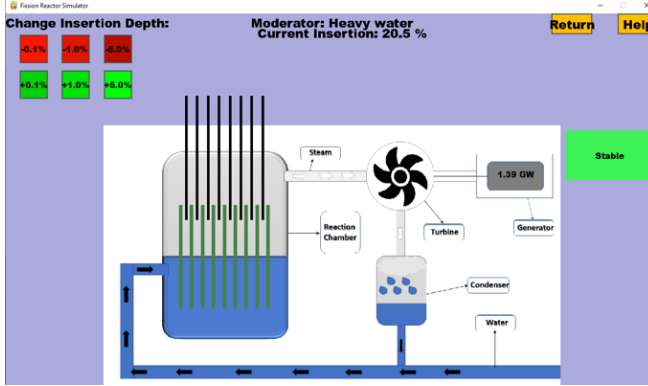 Fission Reactor Simulator
Change Insertion Depth:
Moderator: Heavy water
Current Insertion: 20.5 %
Return
Help
-0.1%
-1.0%
-5.0%
+0.1%
+1.0%
+5.0%
Stable
Steam
1.39 GW
Reaction
Chamber
Turbine
Generator
Condenser
Water